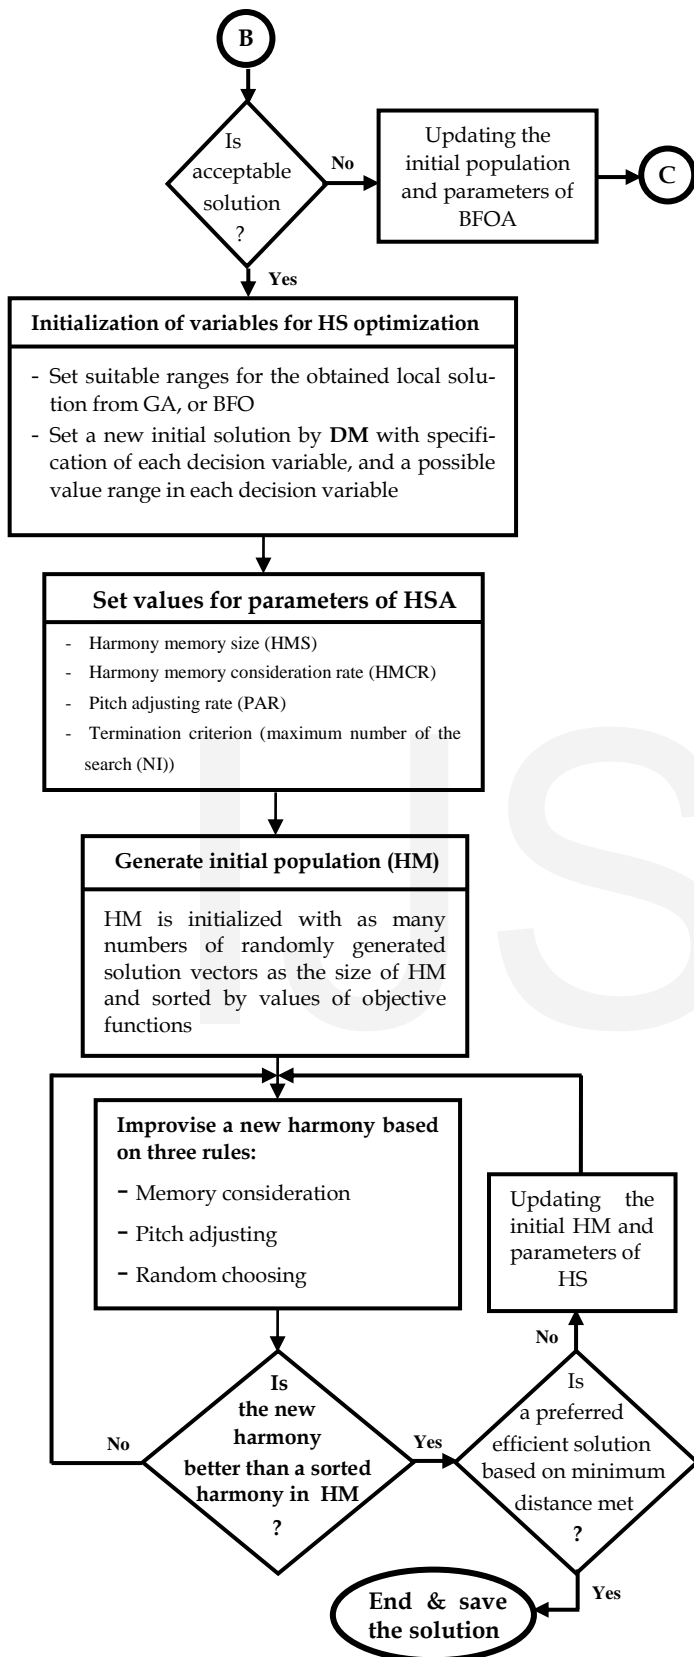 B
Is
acceptable
solution
?
No
Updating the
initial population
and parameters of
BFOA
C
Yes
Initialization of variables for HS optimization
- Set suitable ranges for the obtained local solu-
tion from GA, or BFO
- Set a new initial solution by DM with specifi-
cation of each decision variable, and a possible
value range in each decision variable
Set values for parameters of HSA
- Harmony memory size (HMS)
- Harmony memory consideration rate (HMCR)
- Pitch adjusting rate (PAR)
- Termination criterion (maximum number of the
search (NI))
Generate initial population (HM)
HM is initialized with as many
numbers of randomly generated
solution vectors as the size of HM
and sorted by values of objective
functions
Improvise a new harmony based
on three rules:
- Memory consideration
- Pitch adjusting
- Random choosing
Updating the
initial HM and
parameters of
HS
No
Is
the new
harmony
better than a sorted
harmony in HM
?
No
Yes
Is
a preferred
efficient solution
based on minimum
distance met
?
Yes
End & save
the solution
IJS